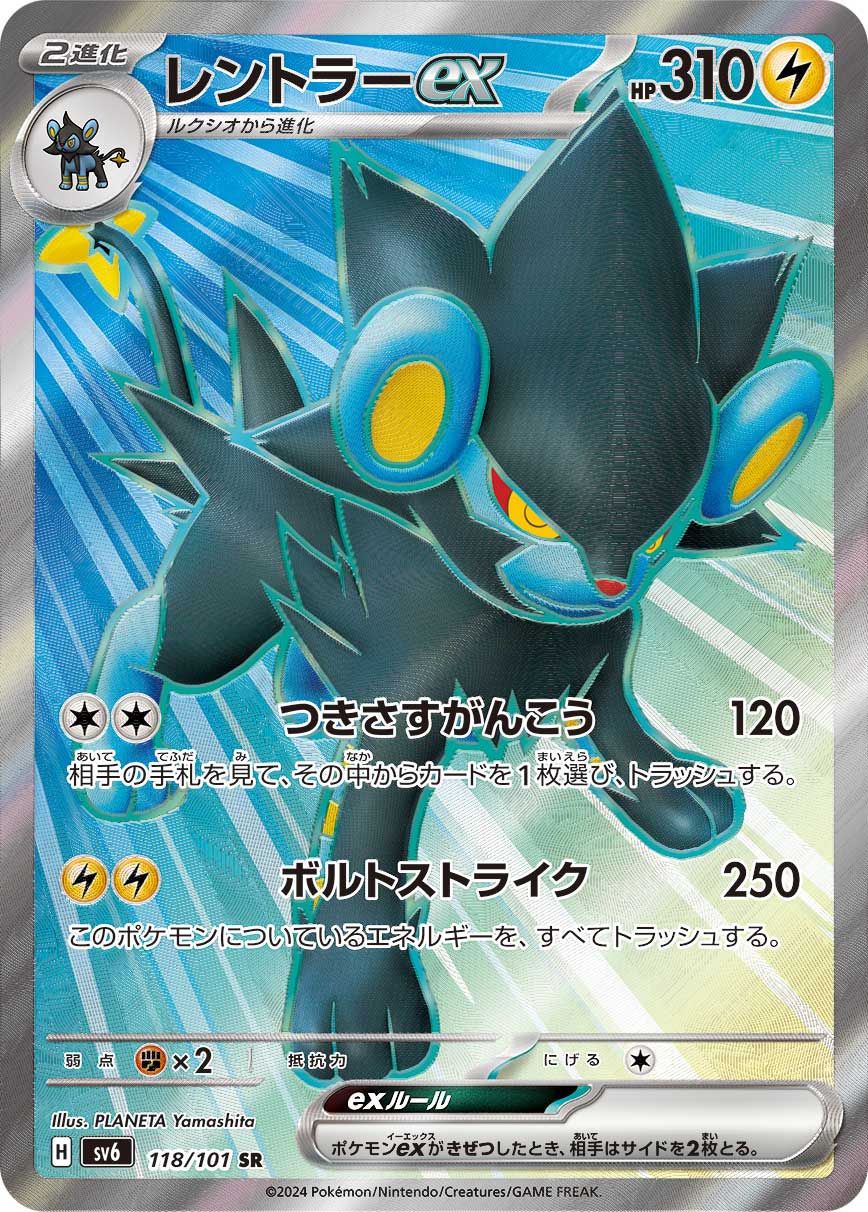 2進化
レントラーex
HP310
ルクシオから進化
つきさすがんこう 120
相手の手札を見て、その中からカードを1枚選び、トラッシュする。
ボルトストライク 250
このポケモンについているエネルギーを、すべてトラッシュする。
弱点 ×2 抵抗力 にげる
exルール
ポケモンexがきぜつしたとき、相手はサイドを2枚とる。
Illus. PLANETA Yamashita
H SV6 118/101 SR
©2024 Pokémon/Nintendo/Creatures/GAME FREAK.